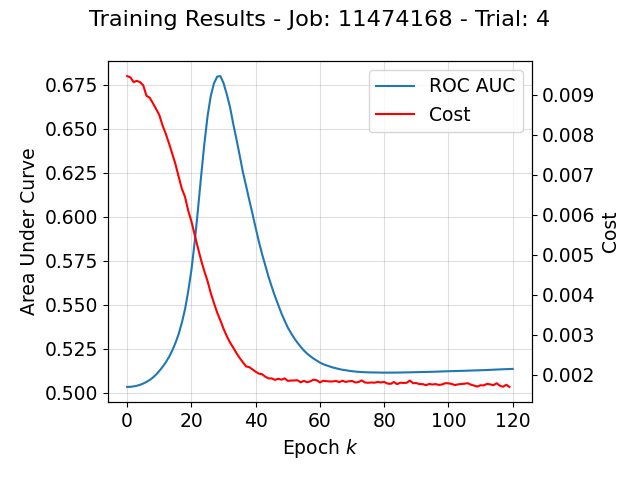 Training Results - Job: 11474168 - Trial: 4
ROC AUC
Cost
0.675
0.650
0.625
0.600
0.575
0.550
0.525
0.500
Area Under Curve
0.009
0.008
0.007
0.006
0.005
0.004
0.003
0.002
Cost
0 20 40 60 80 100 120
Epoch k